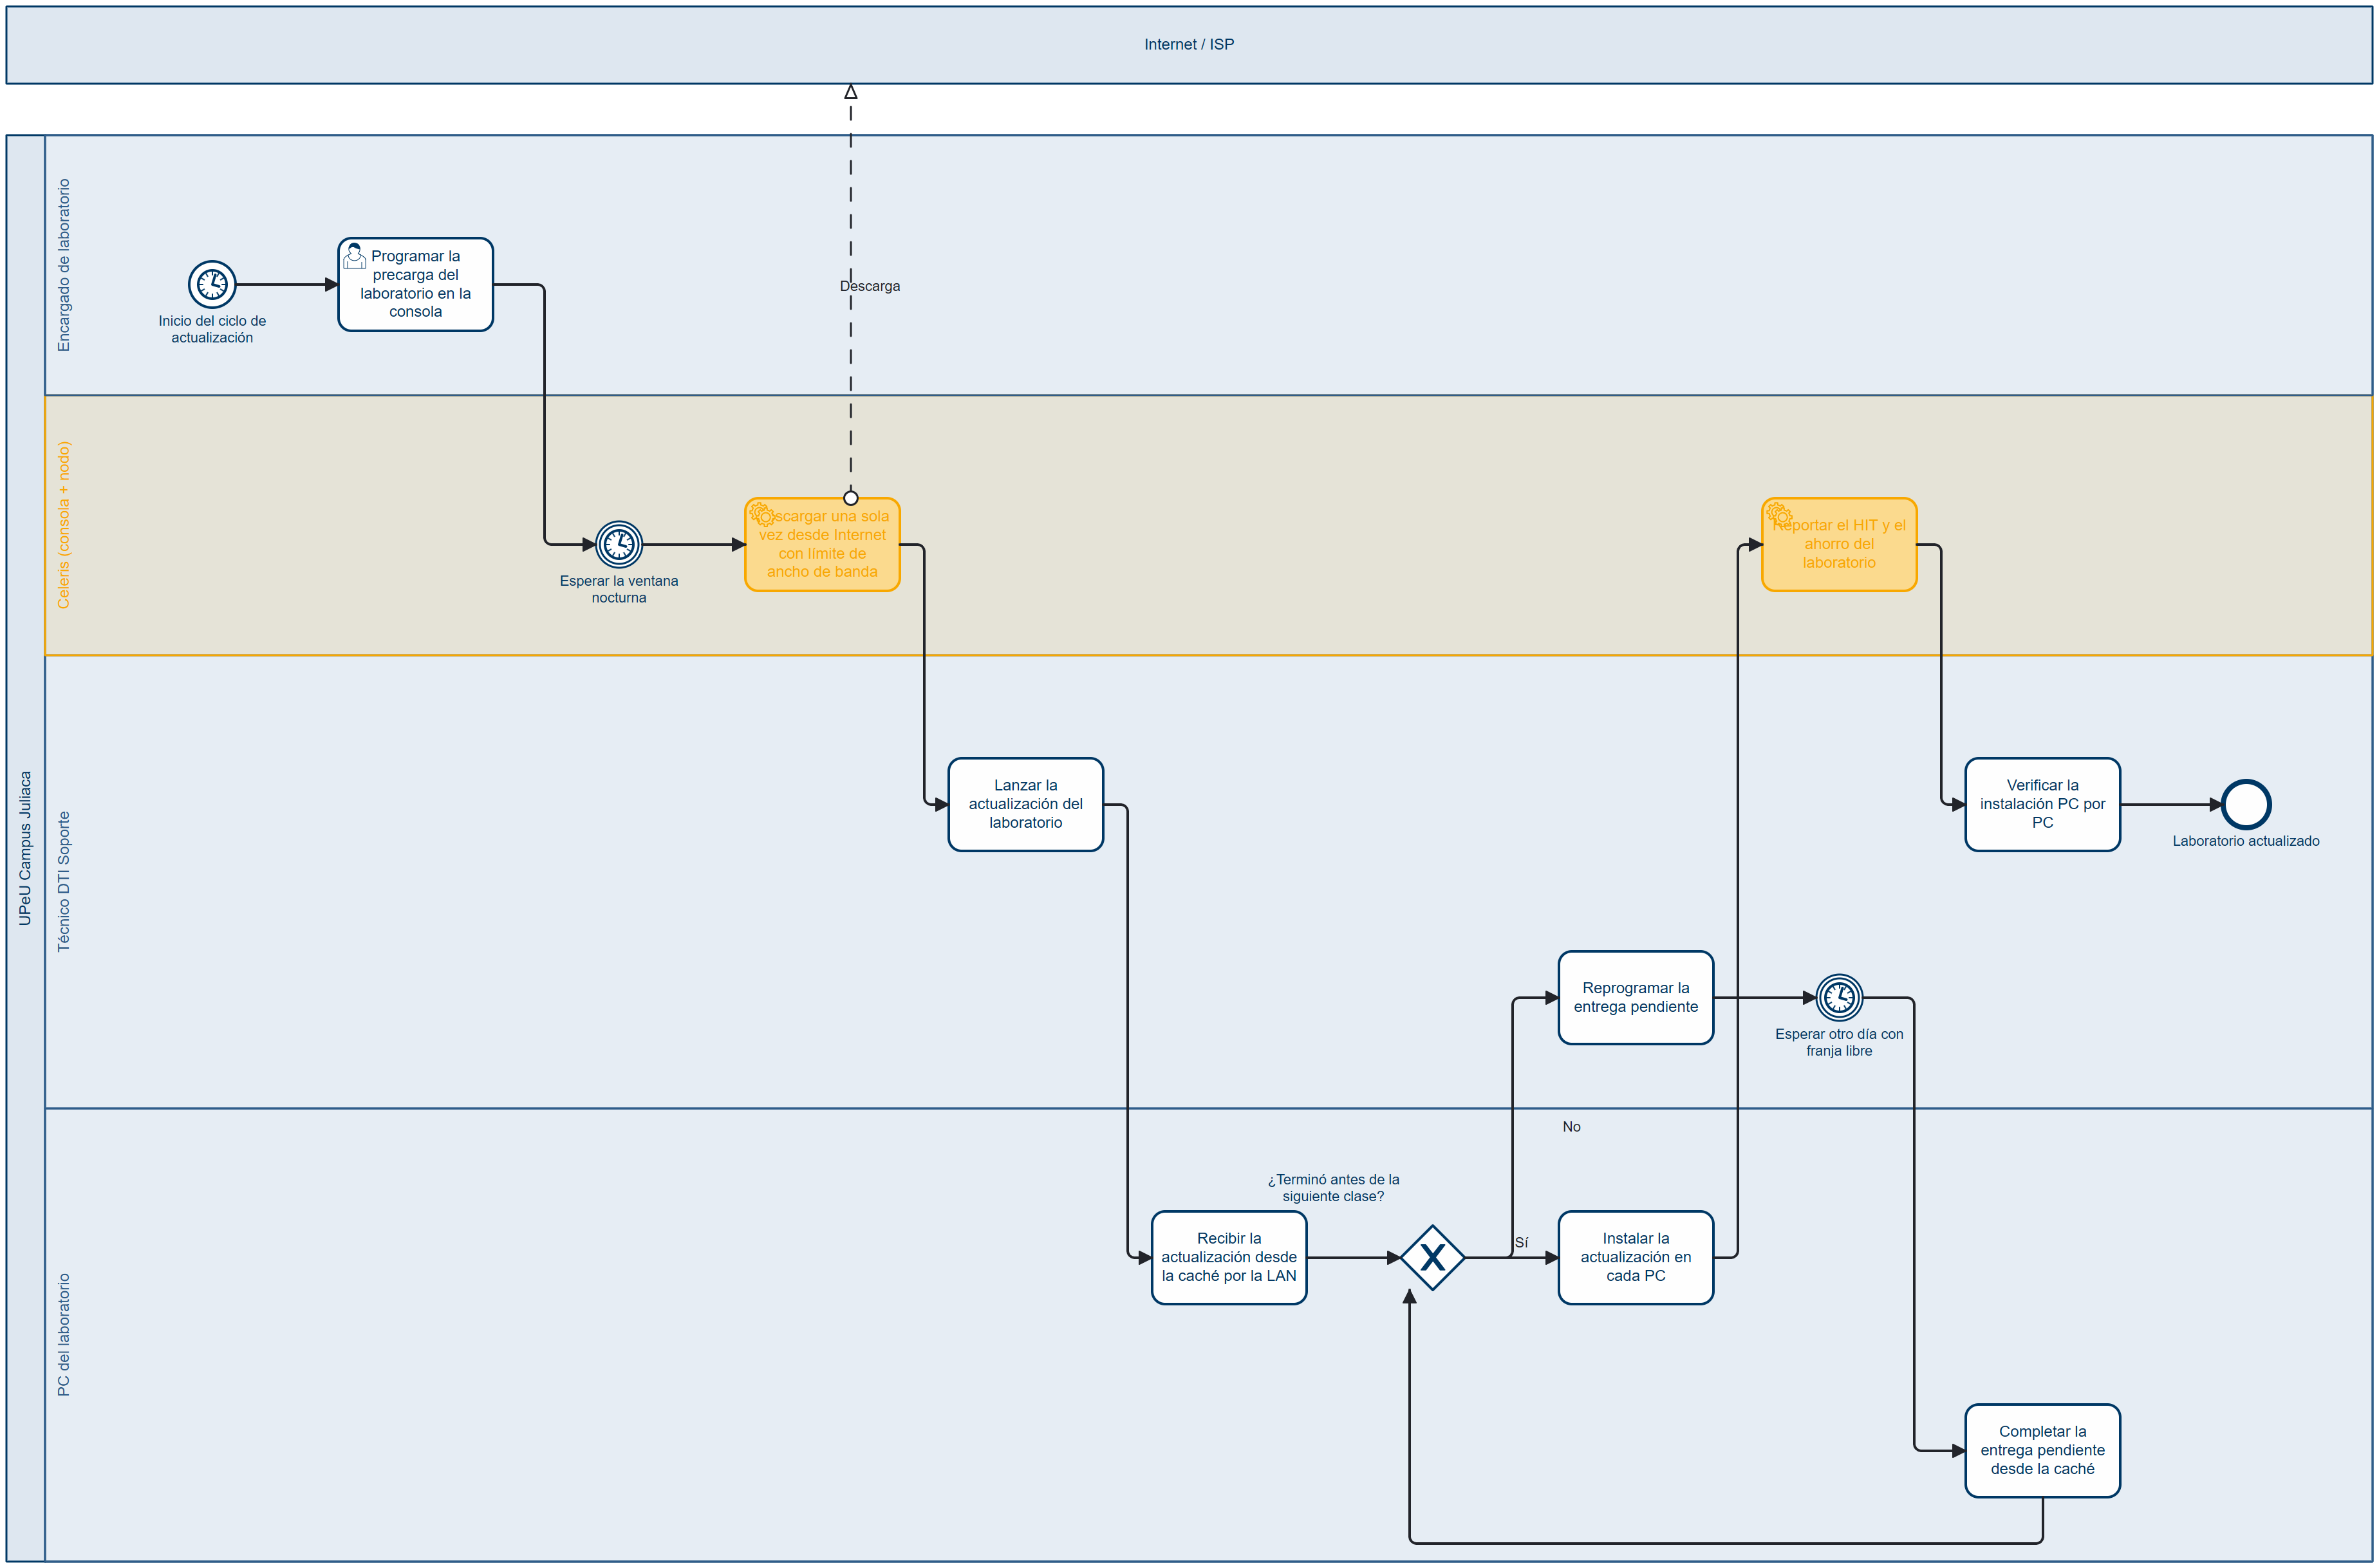 Internet / ISP
UPeU Campus Juliaca
Encargado de laboratorio
Inicio del ciclo de
actualización
Programar la
precarga del
laboratorio en la
consola
Descarga
Celeris (consola + nodo)
Esperar la ventana
nocturna
scargar una sola
vez desde Internet
con límite de
ancho de banda
Reportar el HIT y el
ahorro del
laboratorio
Técnico DTI Soporte
Lanzar la
actualización del
laboratorio
Verificar la
instalación PC por
PC
Laboratorio actualizado
Reprogramar la
entrega pendiente
Esperar otro día con
franja libre
PC del laboratorio
No
¿Terminó antes de la
siguiente clase?
Recibir la
actualización desde
la caché por la LAN
X
Sí
Instalar la
actualización en
cada PC
Completar la
entrega pendiente
desde la caché